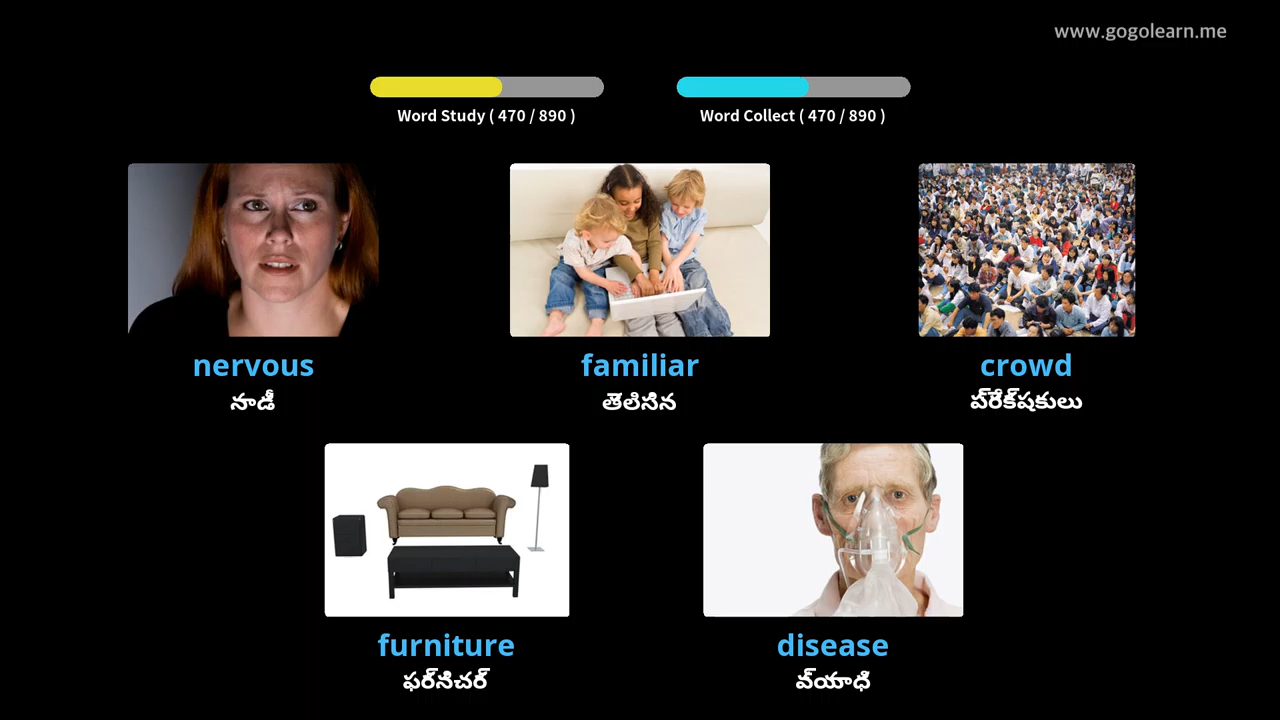 www.gogolearn.me
Word Study ( 470 / 890 )
Word Collect ( 470 / 890 )
nervous
నాడీ
familiar
తెలిసిన
crowd
ప్‌రేక్‌షకులు
furniture
ఫర్‌నిచర్
disease
వ్‌యాధి